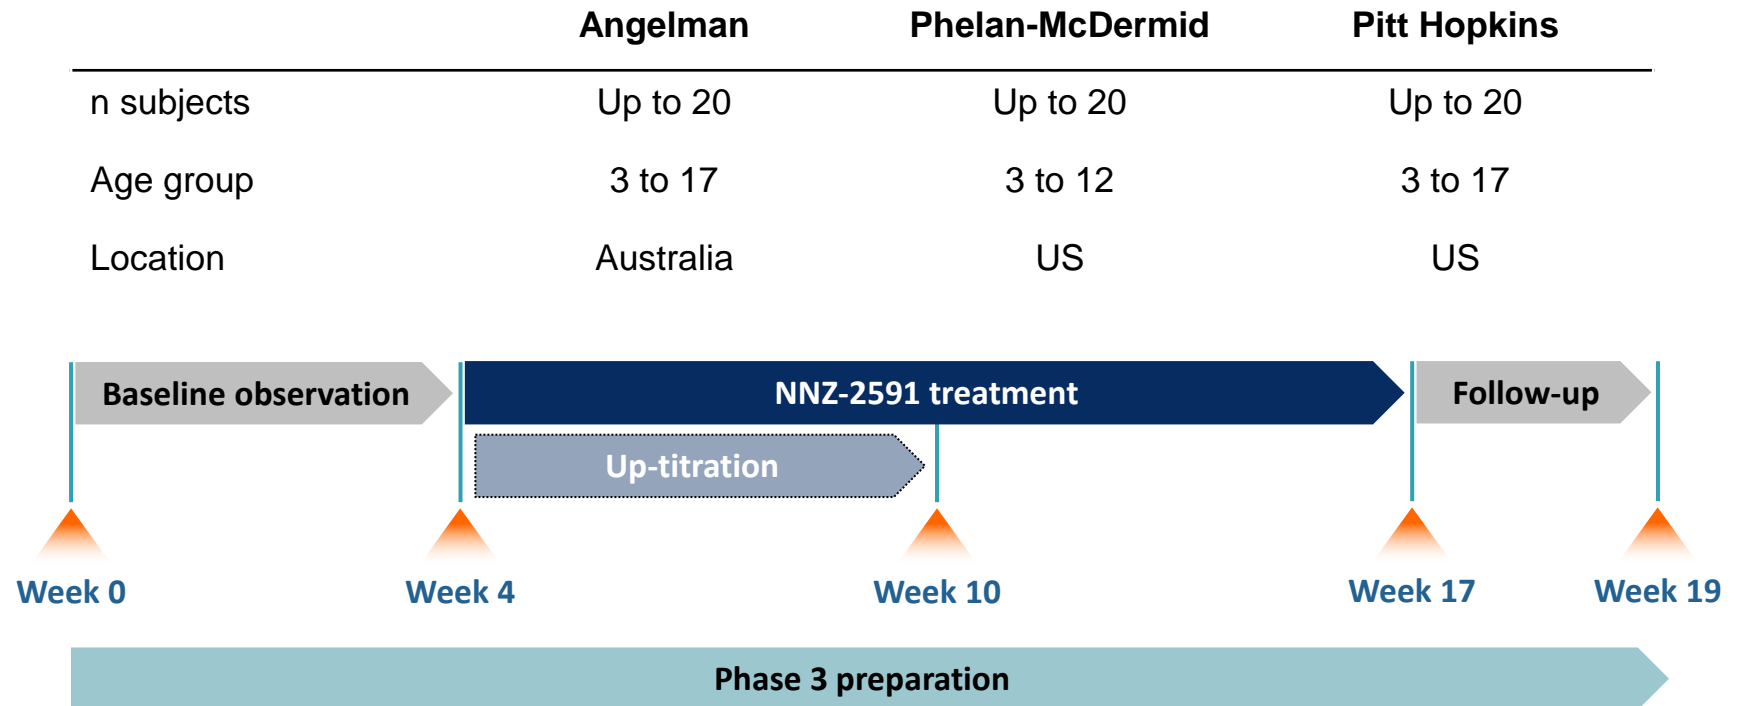 Angelman Phelan-McDermid Pitt Hopkins
n subjects Up to 20 Up to 20 Up to 20
Age group 3 to 17 3 to 12 3 to 17
Location Australia US US
Baseline observation NNZ-2591 treatment Follow-up
Up-titration
Week 0 Week 4 Week 10 Week 17 Week 19
Phase 3 preparation